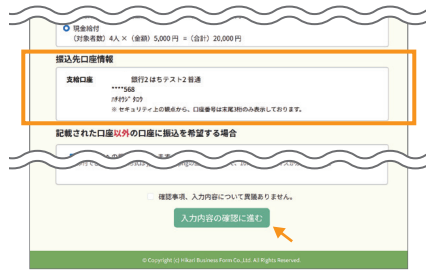 現金給付
(対象者数) 4人 × (金額) 5,000 円 = (合計) 20,000 円
振込先口座情報
支給口座 銀行2 はちテスト2 普通
****568
ﾊﾁｵｳｼﾞ ﾀﾛｳ
※ セキュリティ上の観点から、口座番号は末尾3桁のみ表示しております。
記載された口座以外の口座に振込を希望する場合
確認事項、入力内容について異議ありません。
入力内容の確認に進む
© Copyright (c) Hikari Business Form Co.,Ltd. All Rights Reserved.